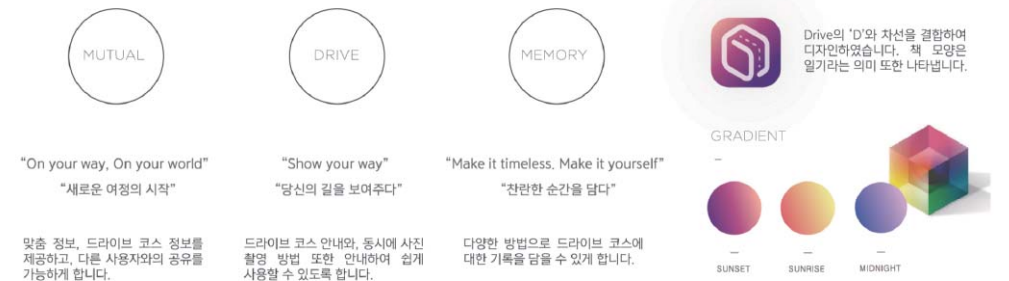 MUTUAL
"On your way, On your world"
"새로운 여정의 시작"
맞춤 정보, 드라이브 코스 정보를
제공하고, 다른 사용자와의 공유를
가능하게 합니다.
DRIVE
"Show your way"
"당신의 길을 보여주다"
드라이브 코스 안내와, 동시에 사진
촬영 방법 또한 안내하여 쉽게
사용할 수 있도록 합니다.
MEMORY
"Make it timeless. Make it yourself"
"찬란한 순간을 담다"
다양한 방법으로 드라이브 코스에
대한 기록을 담을 수 있게 합니다.
Drive의 'D'와 차선을 결합하여
디자인하였습니다. 책 모양은
일기라는 의미 또한 나타냅니다.
GRADIENT
SUNSET
SUNRISE
MIDNIGHT